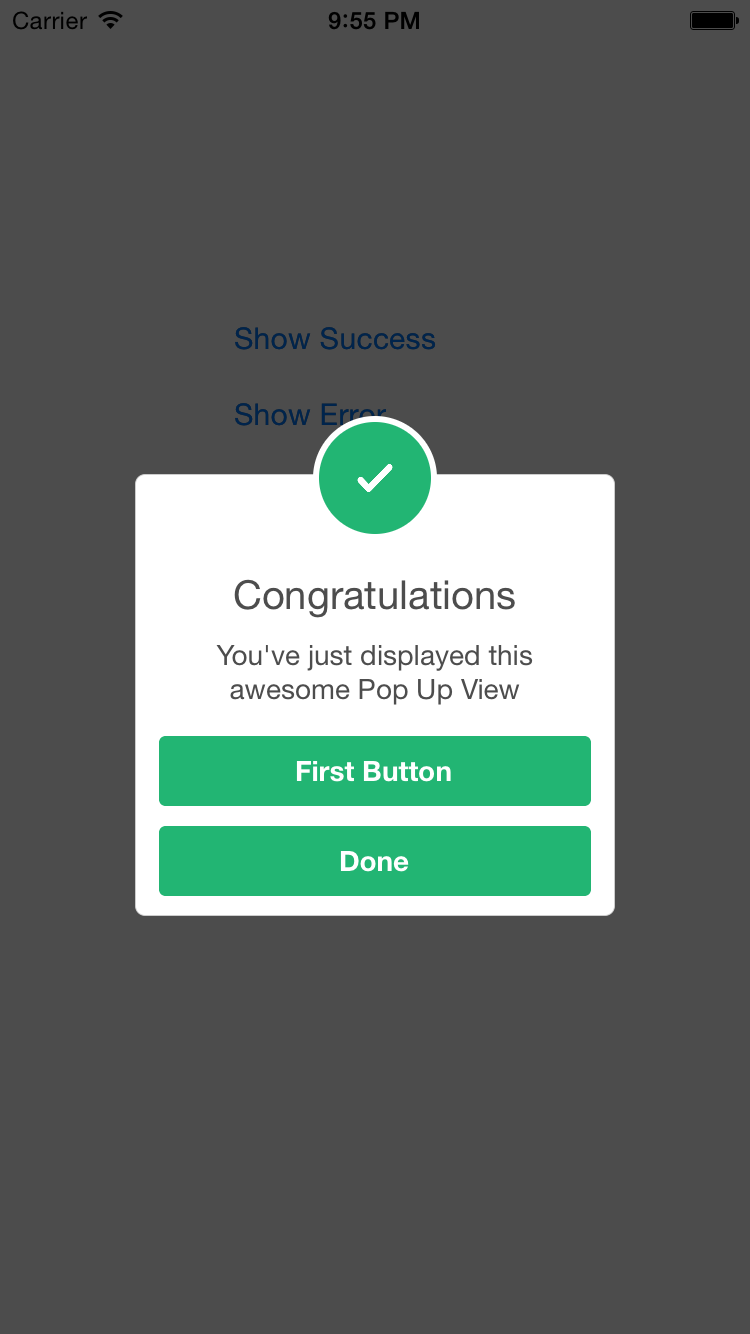 Carrier 9:55 PM
Show Success
Show Error
Congratulations
You've just displayed this
awesome Pop Up View
First Button
Done